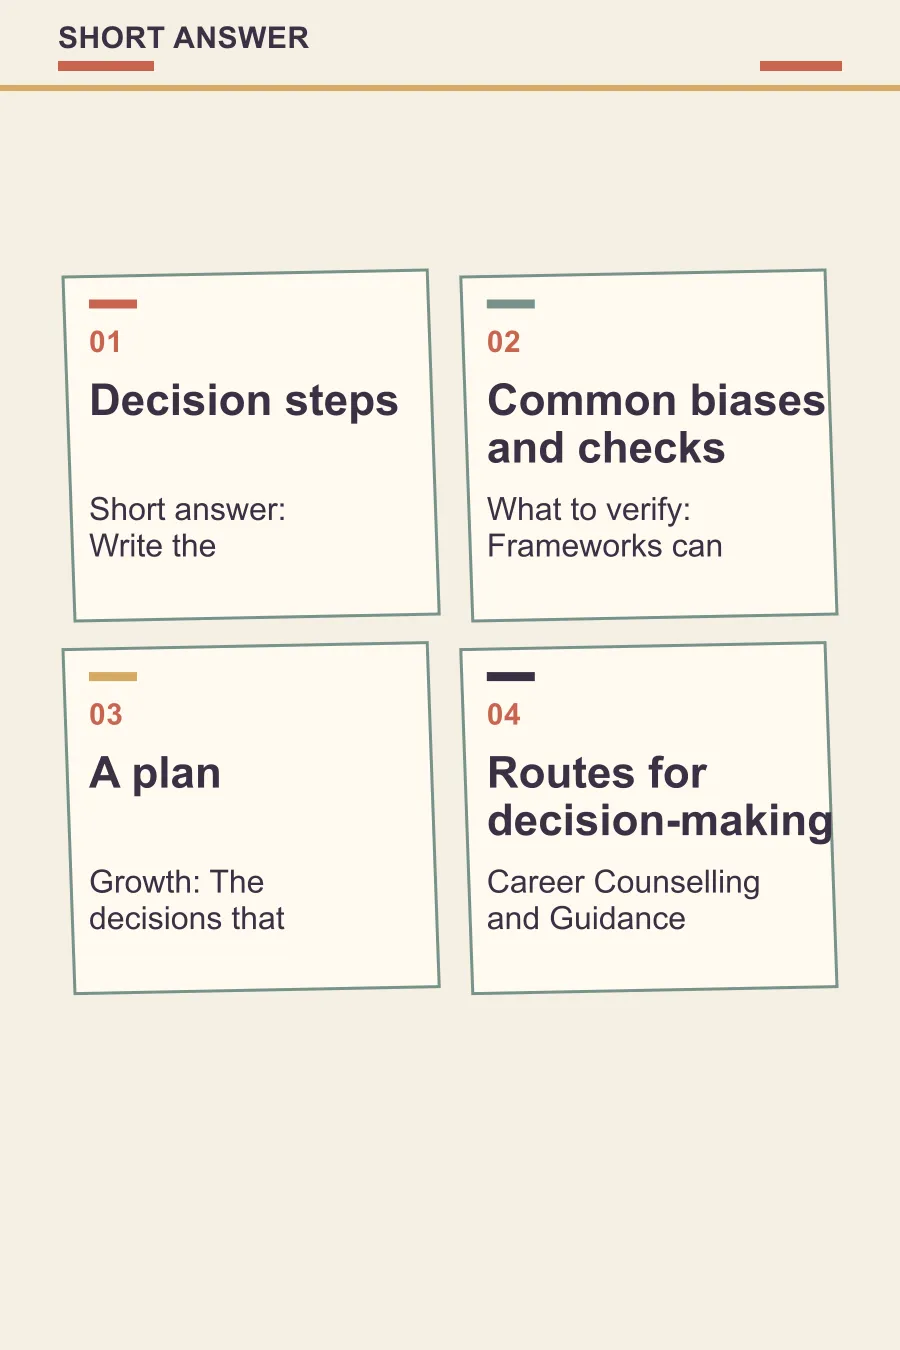 SHORT ANSWER
01
Decision steps
Short answer:
Write the
02
Common biases
and checks
What to verify:
Frameworks can
03
A plan
Growth: The
decisions that
04
Routes for
decision-making
Career Counselling
and Guidance